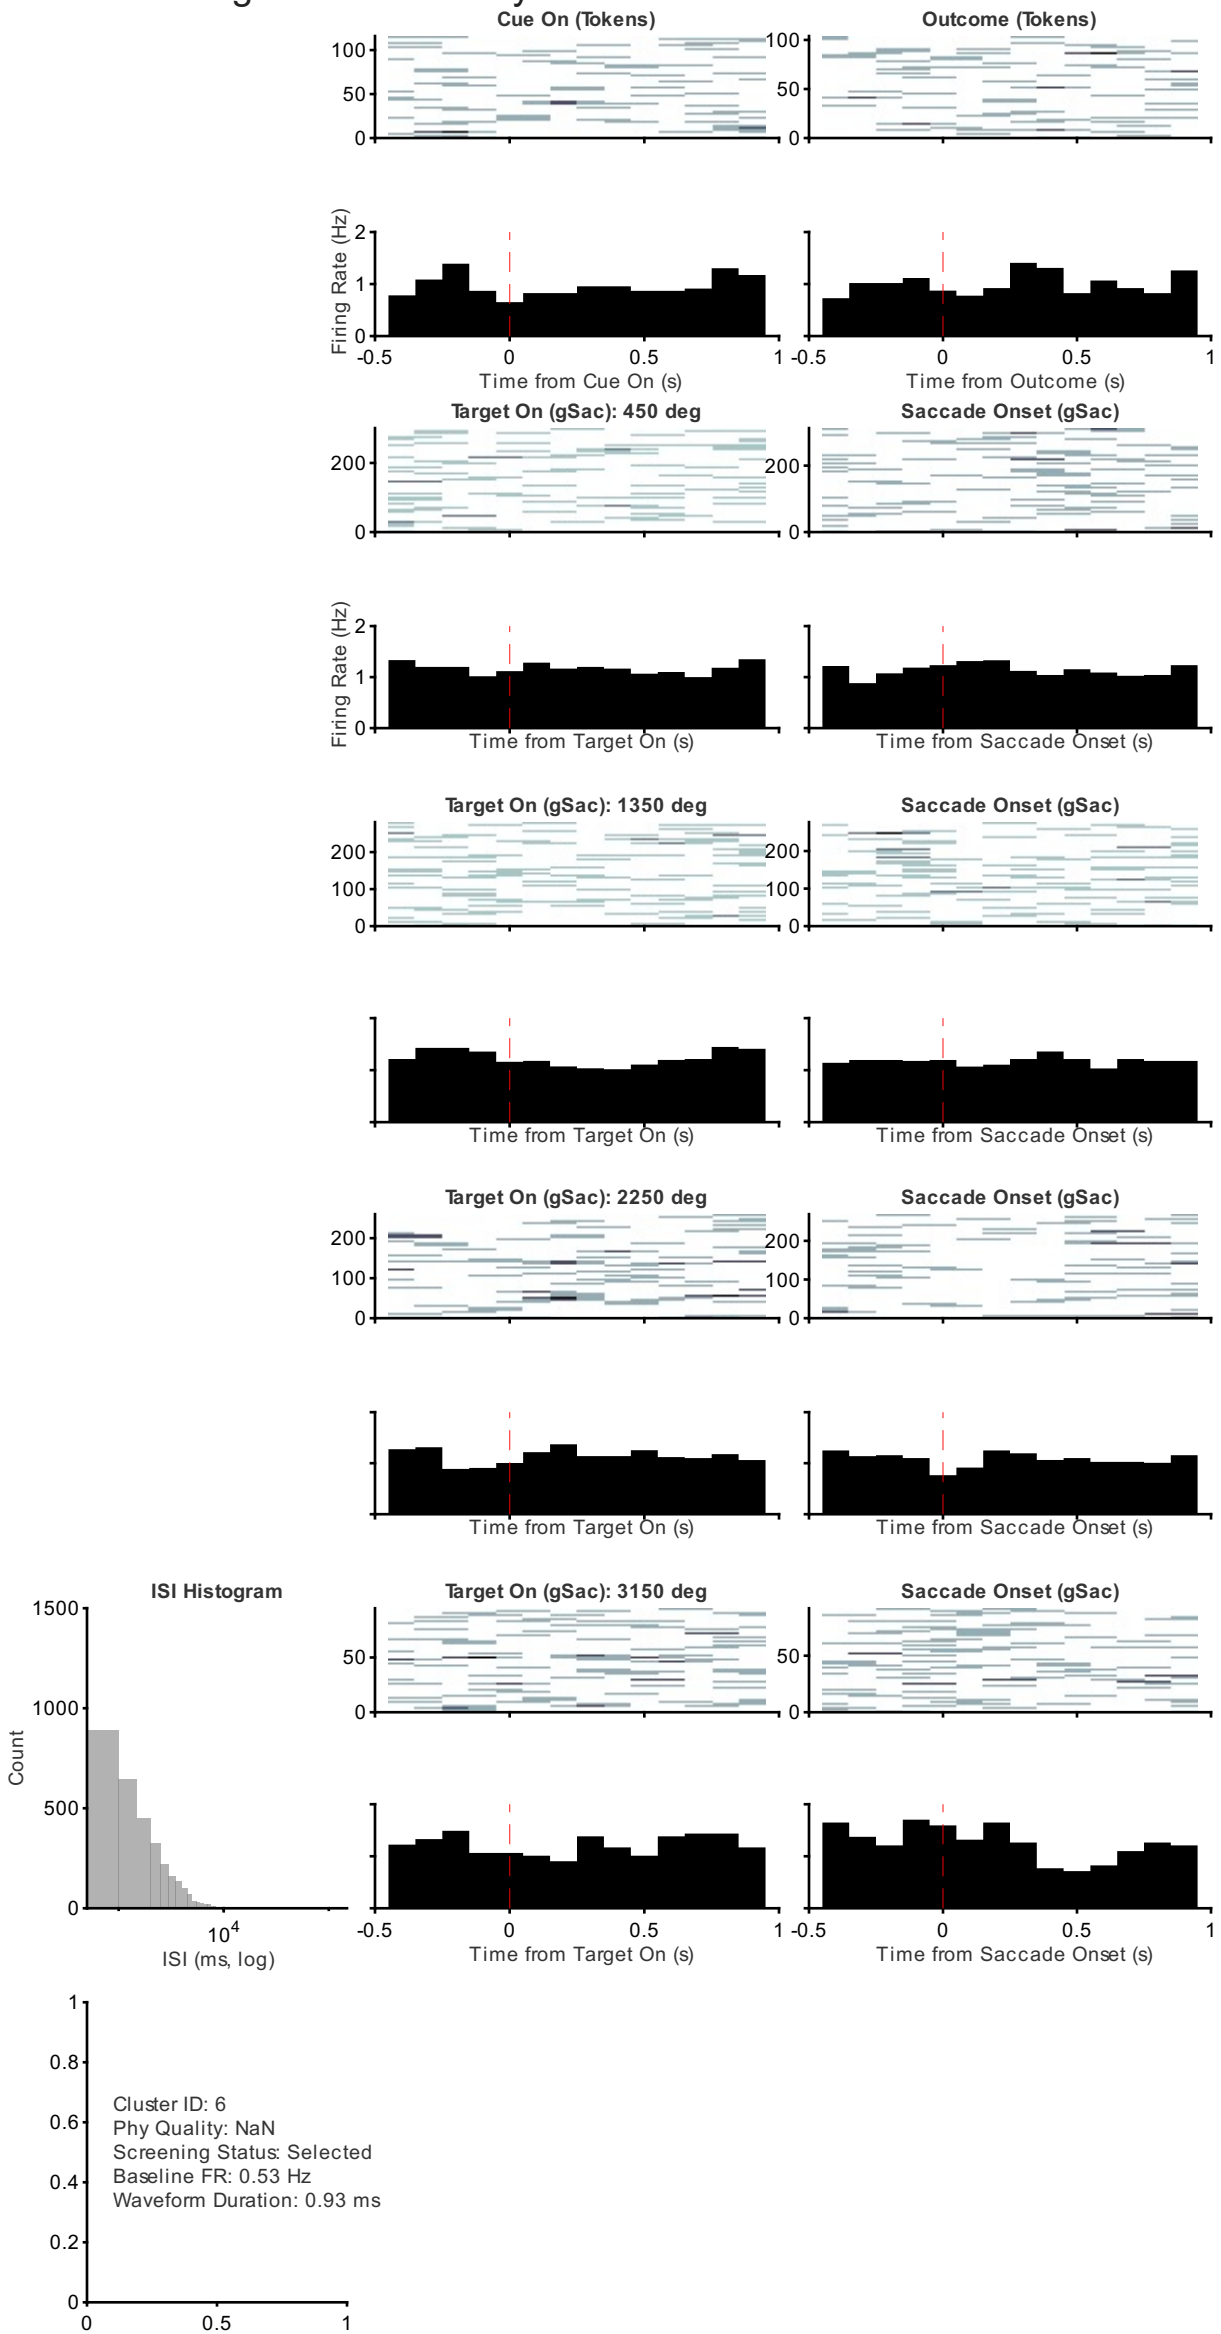 Cue On (Tokens)
Outcome (Tokens)
100
50
0
100
50
0
Firing Rate (Hz)
2
1
0
-0.5
0
0.5
1
-0.5
0
0.5
1
Time from Cue On (s)
Time from Outcome (s)
Target On (gSac): 450 deg
Saccade Onset (gSac)
200
0
200
0
Firing Rate (Hz)
2
1
0
Time from Target On (s)
Time from Saccade Onset (s)
Target On (gSac): 1350 deg
Saccade Onset (gSac)
200
100
0
200
100
0
Time from Target On (s)
Time from Saccade Onset (s)
Target On (gSac): 2250 deg
Saccade Onset (gSac)
200
100
0
200
100
0
Time from Target On (s)
Time from Saccade Onset (s)
ISI Histogram
Target On (gSac): 3150 deg
Saccade Onset (gSac)
1500
1000
500
0
Count
10^4
ISI (ms, log)
50
0
50
0
-0.5
0
0.5
1
-0.5
0
0.5
1
Time from Target On (s)
Time from Saccade Onset (s)
1
0.8
0.6
0.4
0.2
0
0
0.5
1
Cluster ID: 6
Phy Quality: NaN
Screening Status: Selected
Baseline FR: 0.53 Hz
Waveform Duration: 0.93 ms